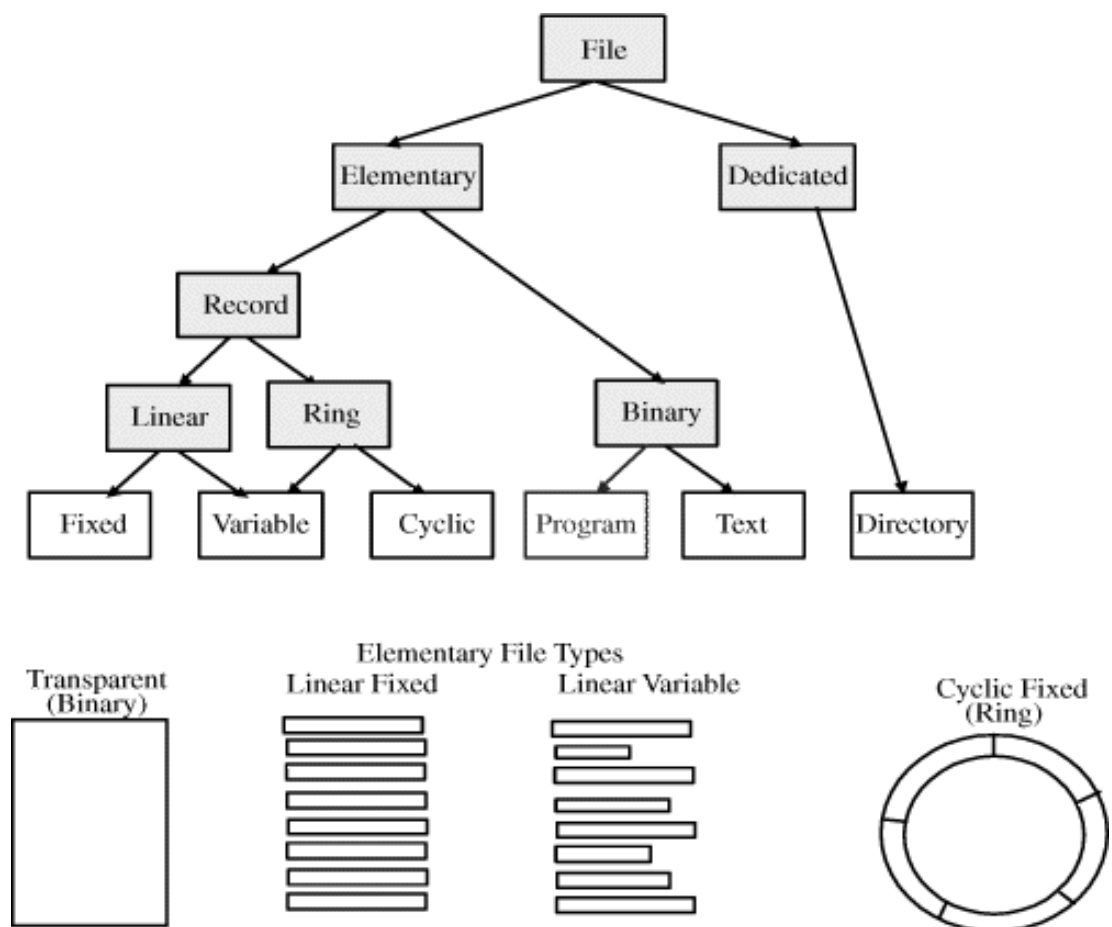 File
Elementary
Dedicated
Record
Linear
Ring
Binary
Fixed
Variable
Cyclic
Program
Text
Directory
Elementary File Types
Transparent
(Binary)
Linear Fixed
Linear Variable
Cyclic Fixed
(Ring)